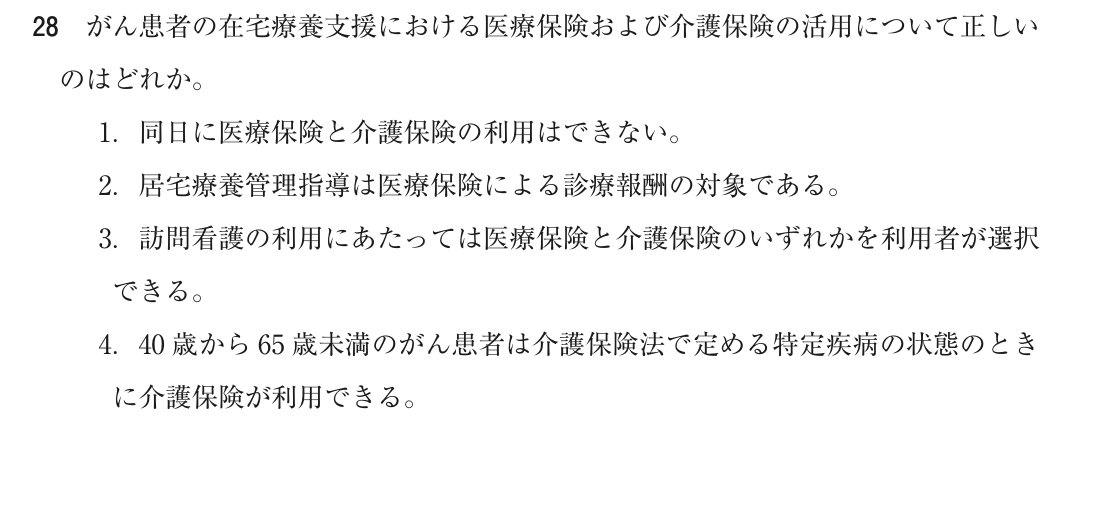 28 がん患者の在宅療養支援における医療保険および介護保険の活用について正しい
のはどれか。
1. 同日に医療保険と介護保険の利用はできない。
2. 居宅療養管理指導は医療保険による診療報酬の対象である。
3. 訪問看護の利用にあたっては医療保険と介護保険のいずれかを利用者が選択
できる。
4. 40 歳から 65 歳未満のがん患者は介護保険法で定める特定疾病の状態のとき
に介護保険が利用できる。